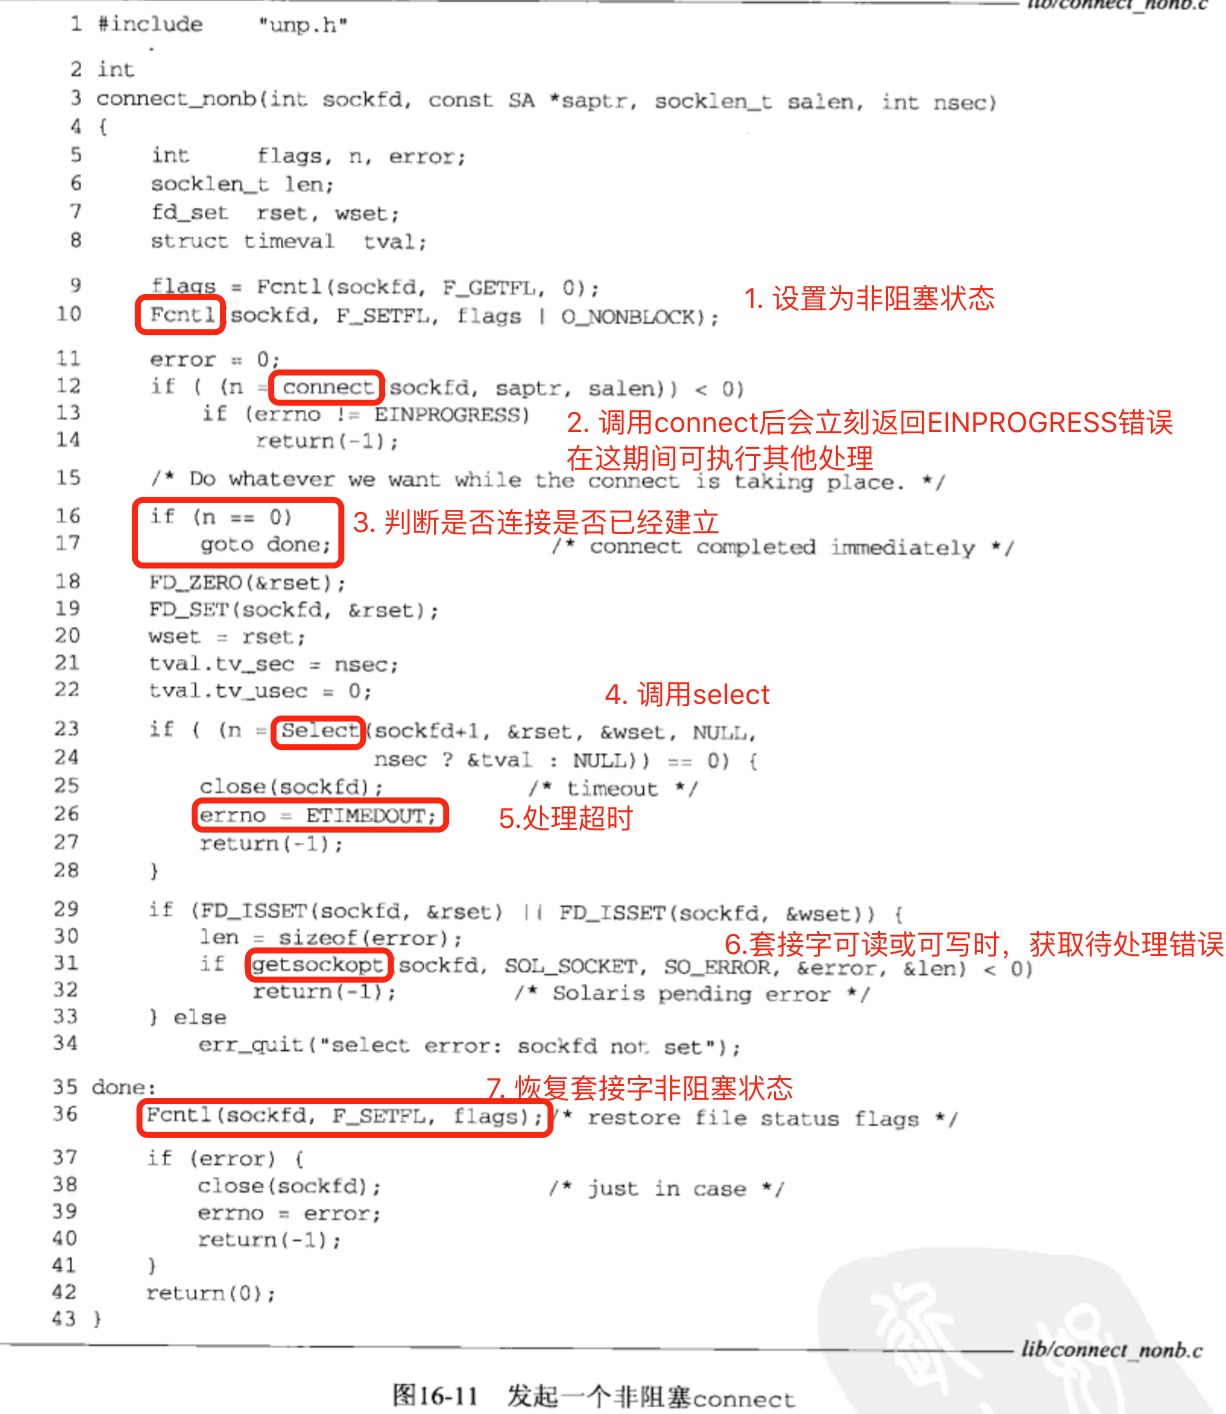 lib/connect_nonb.c
1 #include    "unp.h"
2 int
3 connect_nonb(int sockfd, const SA *saptr, socklen_t salen, int nsec)
4 {
5     int     flags, n, error;
6     socklen_t len;
7     fd_set  rset, wset;
8     struct timeval  tval;
9     flags = Fcntl(sockfd, F_GETFL, 0);
1. 设置为非阻塞状态
10     Fcntl(sockfd, F_SETFL, flags | O_NONBLOCK);
11     error = 0;
12     if ( (n = connect(sockfd, saptr, salen)) < 0)
13         if (errno != EINPROGRESS)
2. 调用connect后会立刻返回EINPROGRESS错误
14             return(-1);
在这期间可执行其他处理
15     /* Do whatever we want while the connect is taking place. */
16     if (n == 0)
3. 判断是否连接是否已经建立
17         goto done;               /* connect completed immediately */
18     FD_ZERO(&rset);
19     FD_SET(sockfd, &rset);
20     wset = rset;
21     tval.tv_sec = nsec;
22     tval.tv_usec = 0;
4. 调用select
23     if ( (n = Select(sockfd+1, &rset, &wset, NULL,
24                      nsec ? &tval : NULL)) == 0) {
25         close(sockfd);           /* timeout */
26         errno = ETIMEDOUT;
5.处理超时
27         return(-1);
28     }
29     if (FD_ISSET(sockfd, &rset) || FD_ISSET(sockfd, &wset)) {
30         len = sizeof(error);
6.套接字可读或可写时，获取待处理错误
31         if (getsockopt(sockfd, SOL_SOCKET, SO_ERROR, &error, &len) < 0)
32             return(-1);          /* Solaris pending error */
33     } else
34         err_quit("select error: sockfd not set");
35 done:
7. 恢复套接字非阻塞状态
36     Fcntl(sockfd, F_SETFL, flags);/* restore file status flags */
37     if (error) {
38         close(sockfd);           /* just in case */
39         errno = error;
40         return(-1);
41     }
42     return(0);
43 }
lib/connect_nonb.c
图16-11 发起一个非阻塞connect